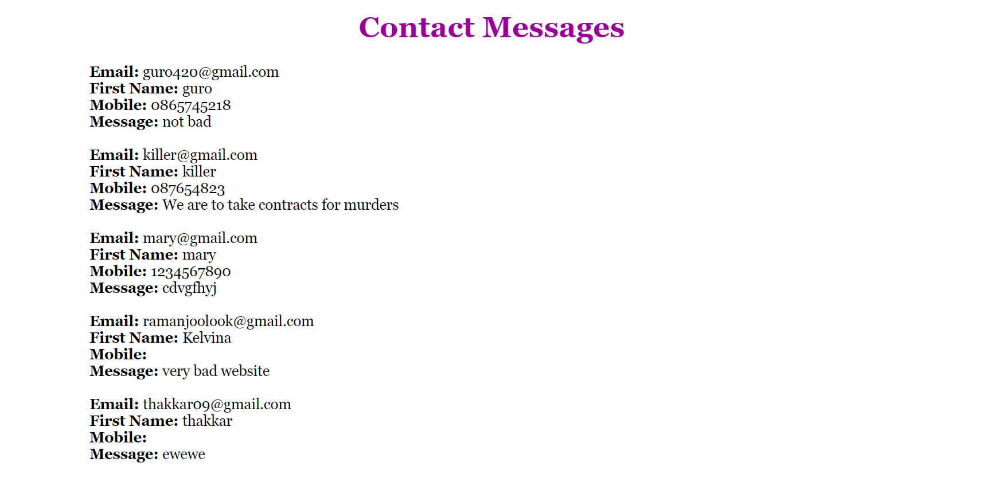 Contact Messages
Email: guro420@gmail.com
First Name: guro
Mobile: 0865745218
Message: not bad
Email: killer@gmail.com
First Name: killer
Mobile: 087654823
Message: We are to take contracts for murders
Email: mary@gmail.com
First Name: mary
Mobile: 1234567890
Message: cdvgfhyj
Email: ramanjoolook@gmail.com
First Name: Kelvina
Mobile:
Message: very bad website
Email: thakkar09@gmail.com
First Name: thakkar
Mobile:
Message: ewewe